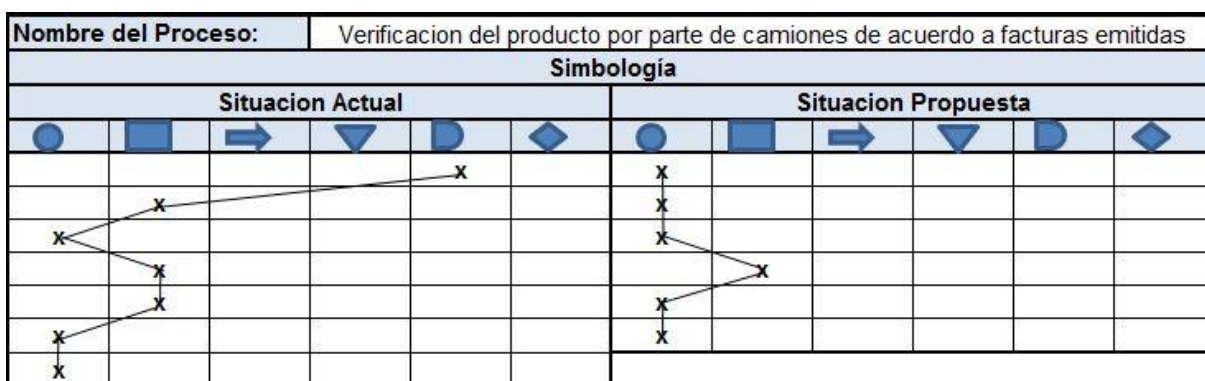 Nombre del Proceso: Verificacion del producto por parte de camiones de acuerdo a facturas emitidas
Simbología
Situacion Actual Situacion Propuesta
x x
x x
x x
x x
x x
x x
x